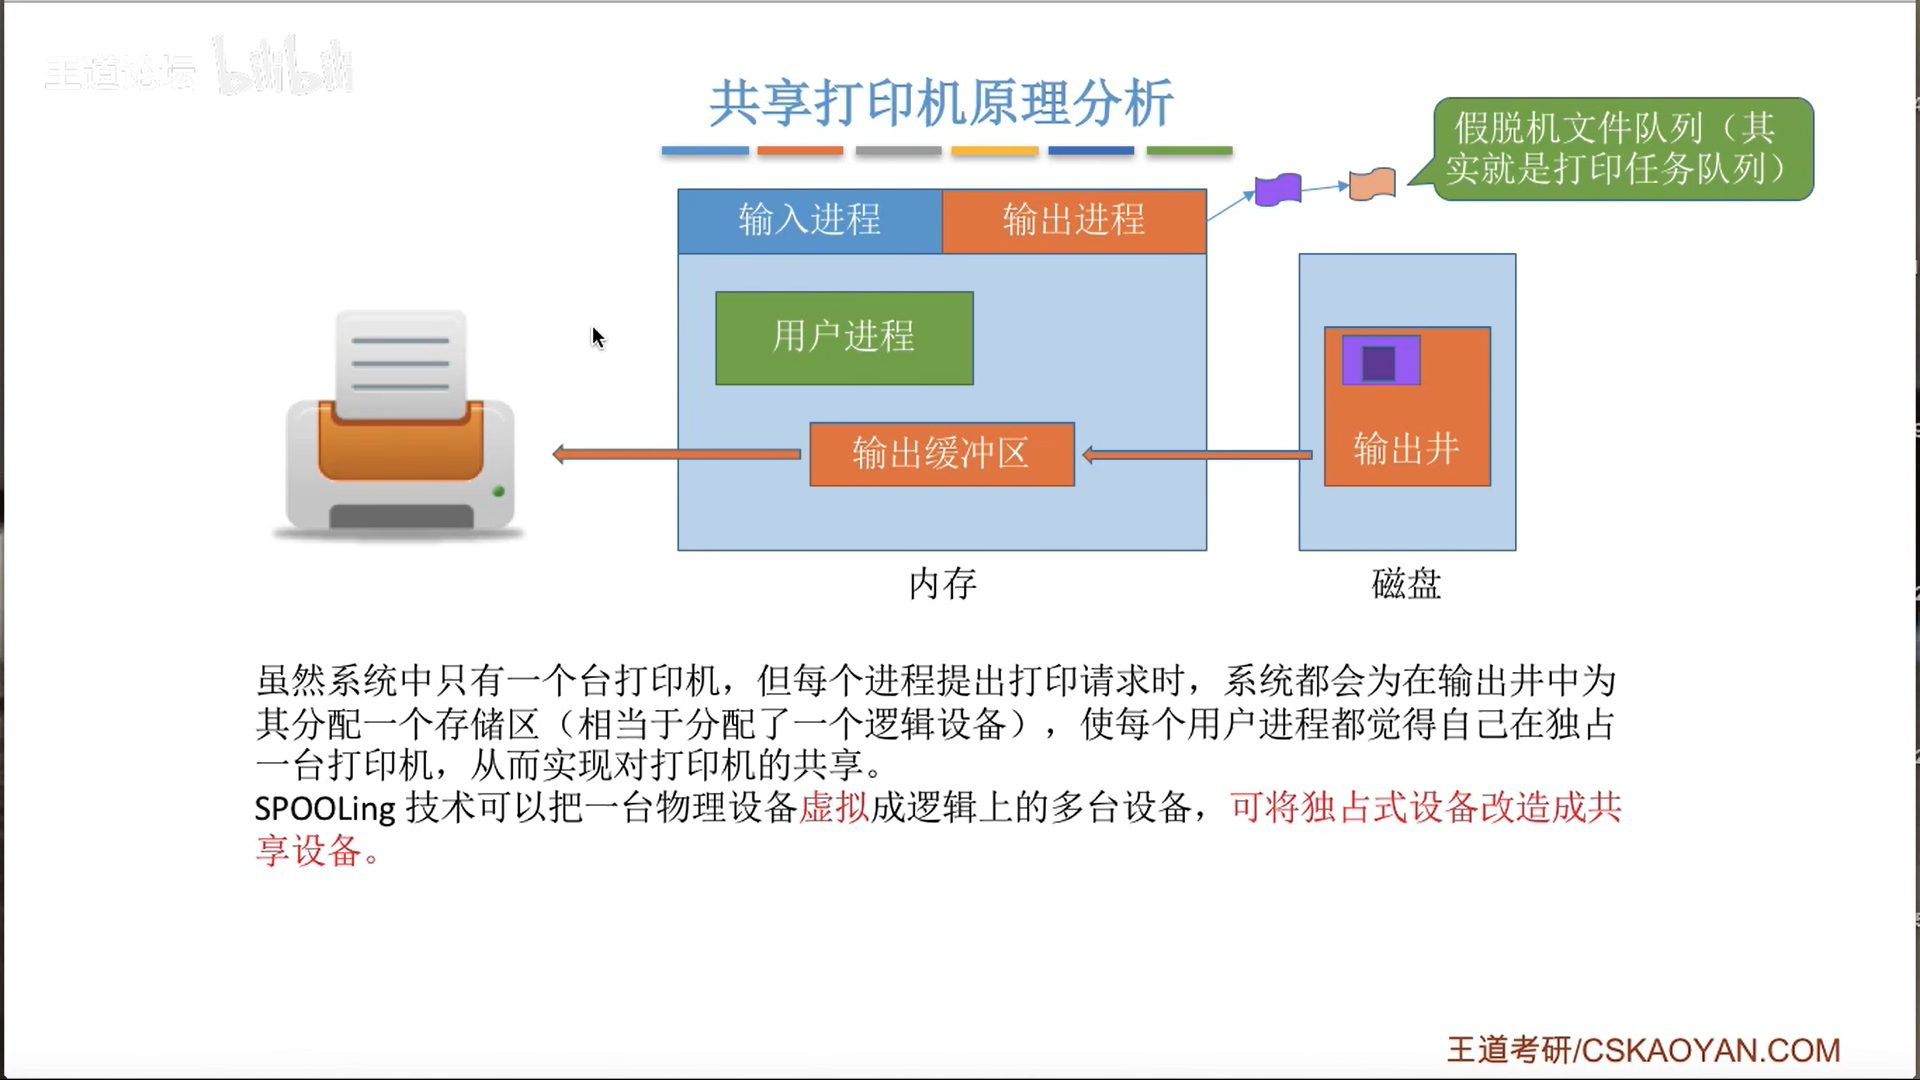 王道论坛 bilibili
共享打印机原理分析
假脱机文件队列（其
实就是打印任务队列）
输入进程
输出进程
用户进程
输出缓冲区
输出井
内存
磁盘
虽然系统中只有一个台打印机，但每个进程提出打印请求时，系统都会为在输出井中为
其分配一个存储区（相当于分配了一个逻辑设备），使每个用户进程都觉得自己在独占
一台打印机，从而实现对打印机的共享。
SPOOLing 技术可以把一台物理设备虚拟成逻辑上的多台设备，可将独占式设备改造成共
享设备。
王道考研/CSKAOYAN.COM